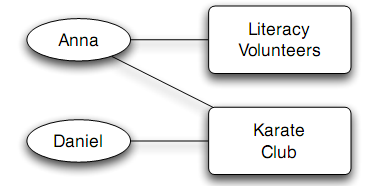 Anna
Literacy
Volunteers
Daniel
Karate
Club